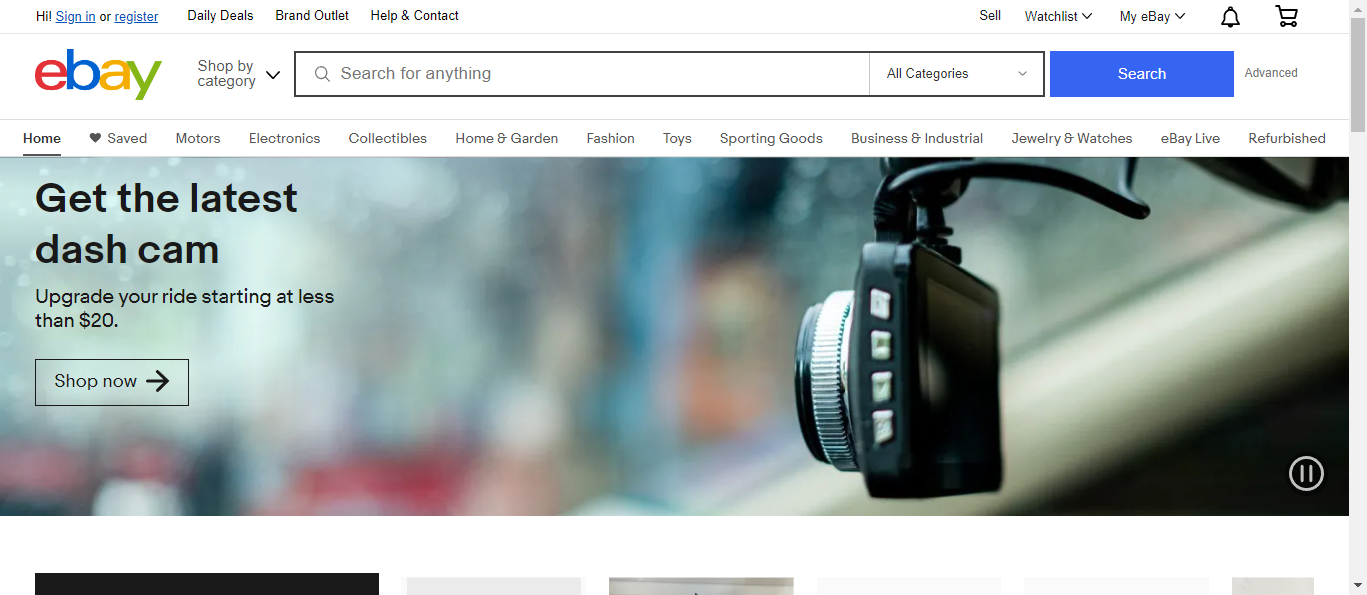 Hi! Sign in or register Daily Deals Brand Outlet Help & Contact Sell Watchlist My eBay
ebay
Shop by
category
Search for anything All Categories Search Advanced
Home Saved Motors Electronics Collectibles Home & Garden Fashion Toys Sporting Goods Business & Industrial Jewelry & Watches eBay Live Refurbished
Get the latest
dash cam
Upgrade your ride starting at less
than $20.
Shop now